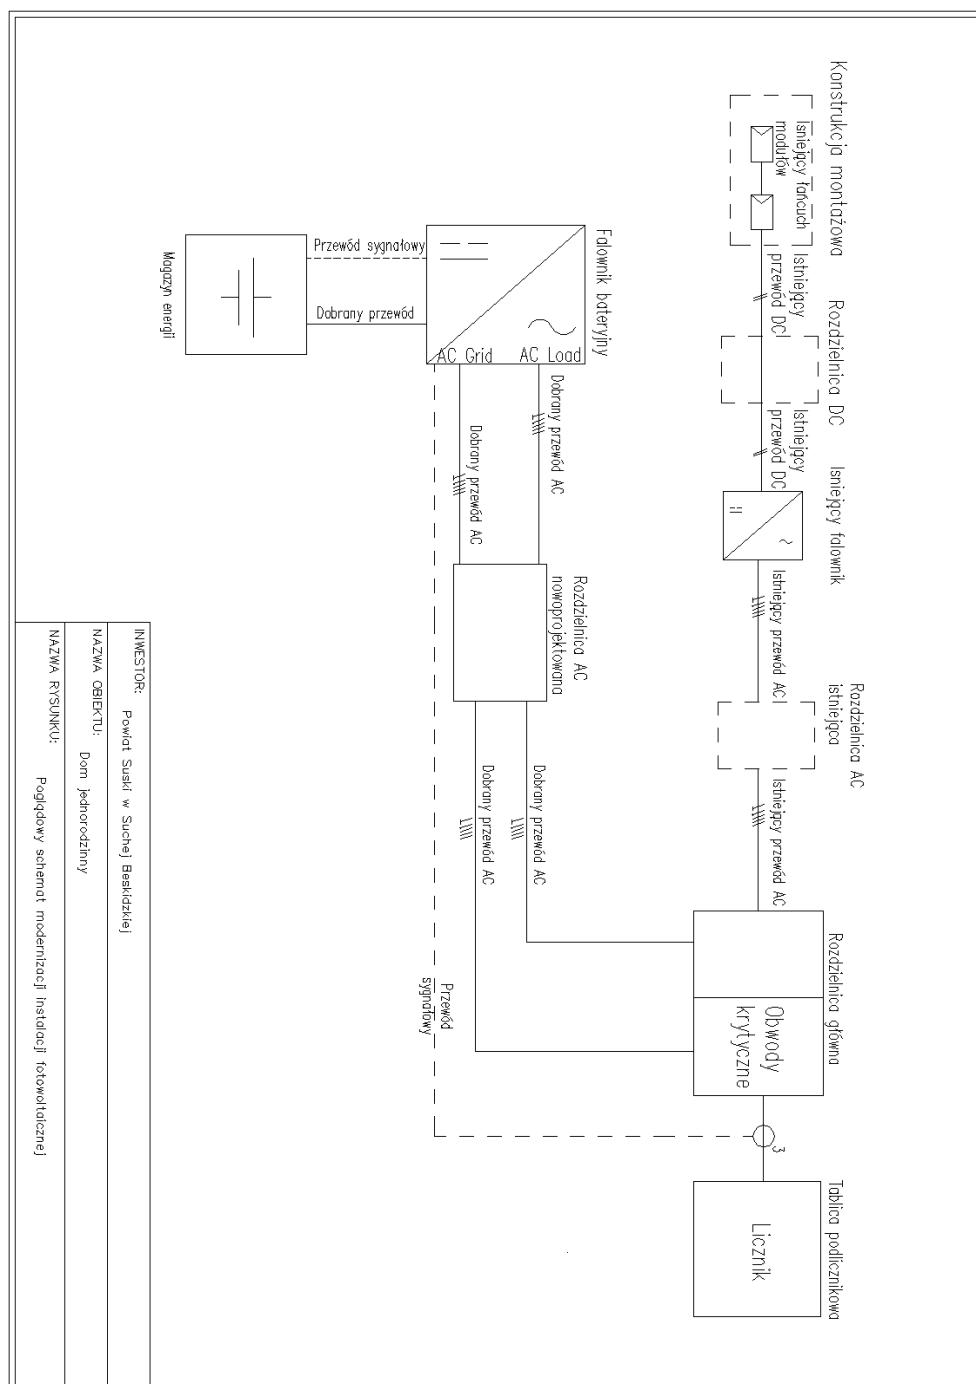 Konstrukcja montażowa
Isniejący łańcuch
modułów
Istniejący
przewód DC
Rozdzielnica DC
Istniejący
przewód DC
Isniejący falownik
Istniejący przewód AC
Rozdzielnica AC
istniejąca
Istniejący przewód AC
Rozdzielnica główna
Obwody
krytyczne
3
Tablica podlicznikowa
Licznik
Falownik bateryjny
AC Grid
AC Load
Przewód sygnałowy
Dobrany przewód
Magazyn energii
Dobrany przewód AC
Dobrany przewód AC
Rozdzielnica AC
nowoprojektowana
Dobrany przewód AC
Dobrany przewód AC
Przewód
sygnałowy
INWESTOR:
Powiat Suski w Suchej Beskidzkiej
NAZWA OBIEKTU:
Dom jednorodzinny
NAZWA RYSUNKU:
Poglądowy schemat modernizacji instalacji fotowoltaicznej